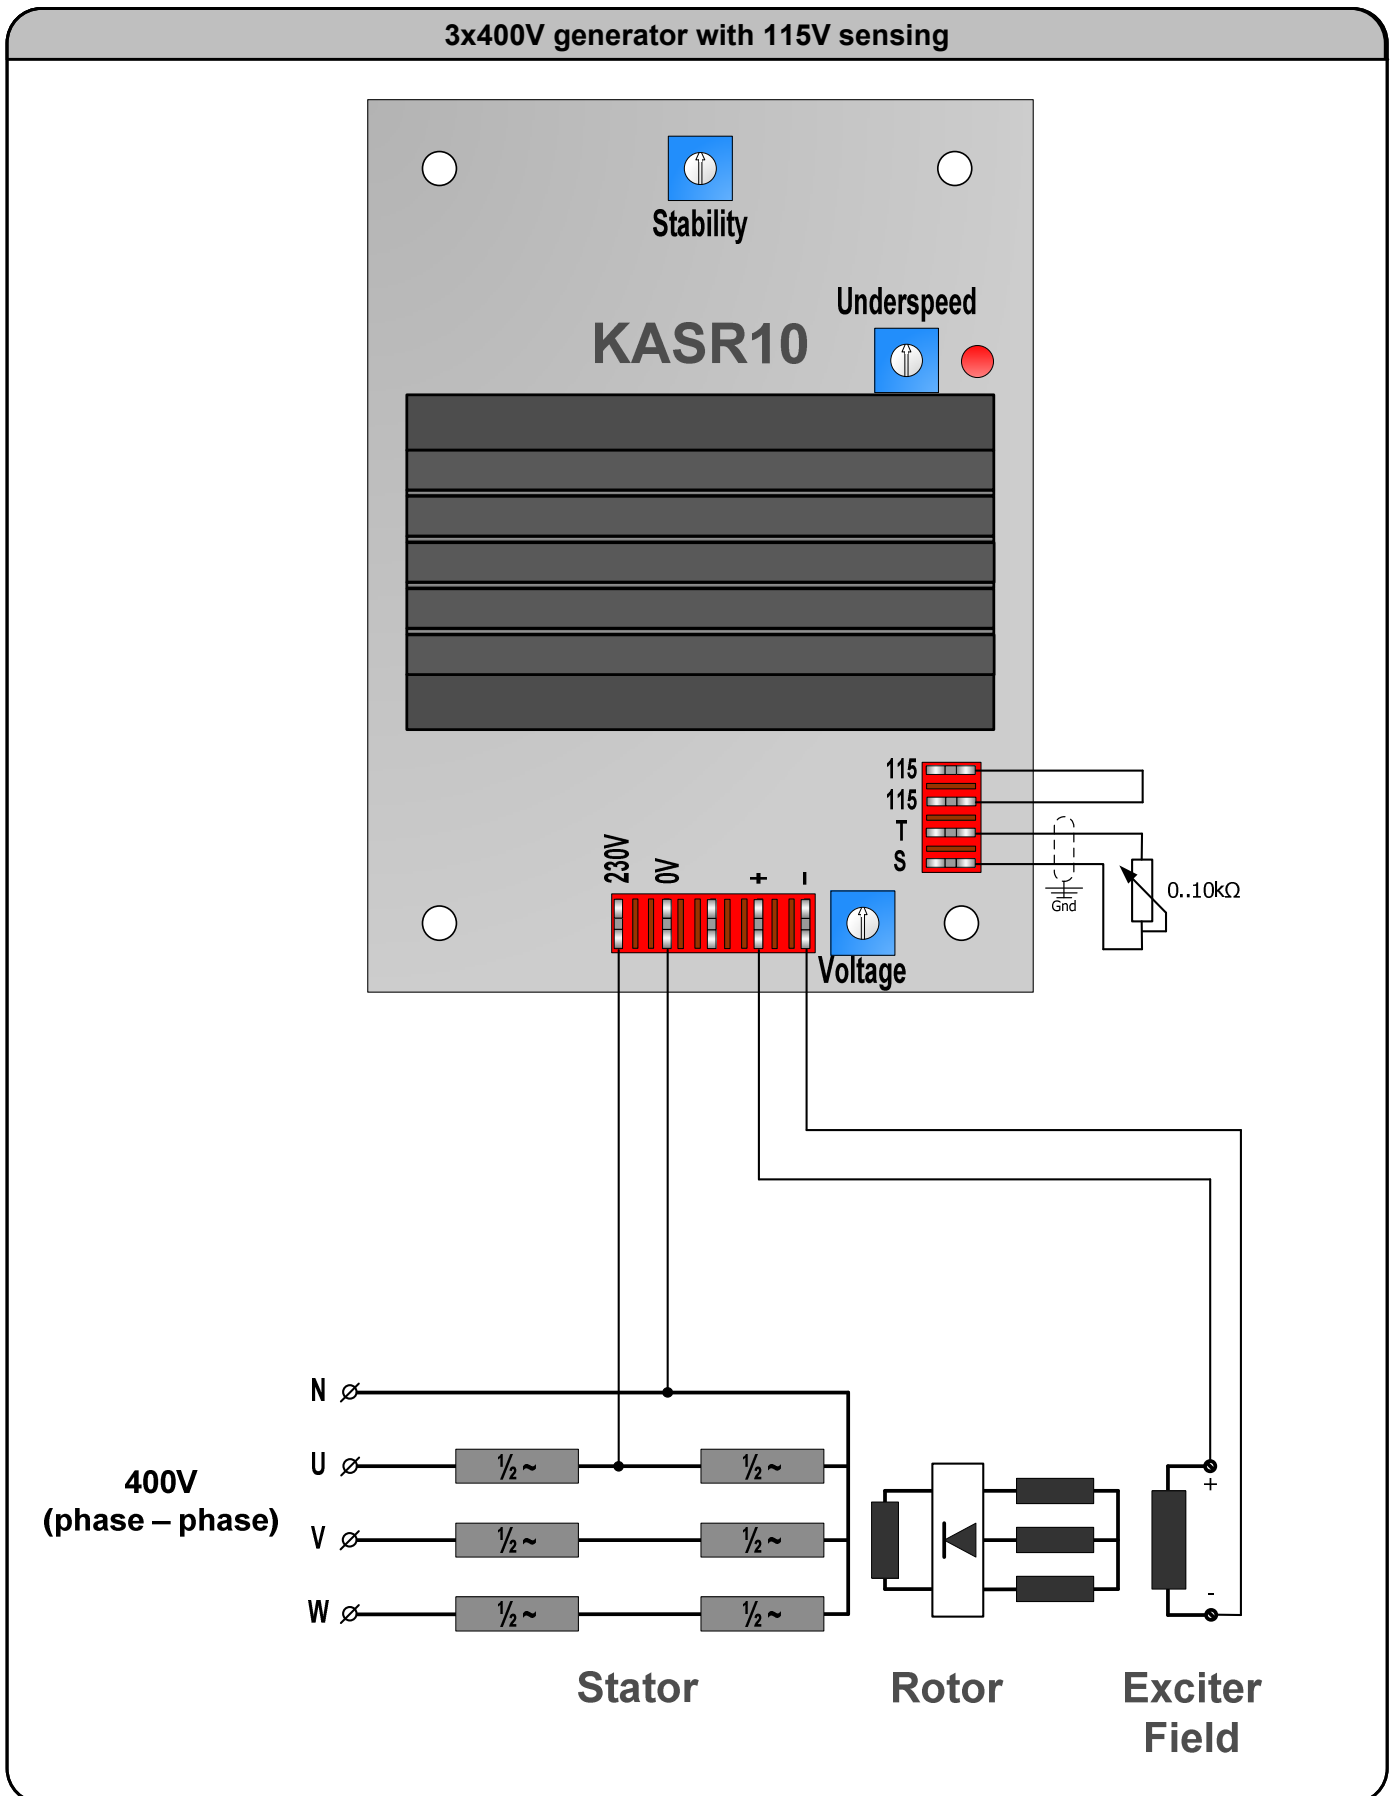 3x400V generator with 115V sensing
Stability
Underspeed
KASR10
115
115
T
S
230V
0V
+
-
Voltage
Gnd
0..10kΩ
N
U
½ ~
½ ~
400V
(phase – phase)
V
½ ~
½ ~
W
½ ~
½ ~
+
-
Stator
Rotor
Exciter
Field